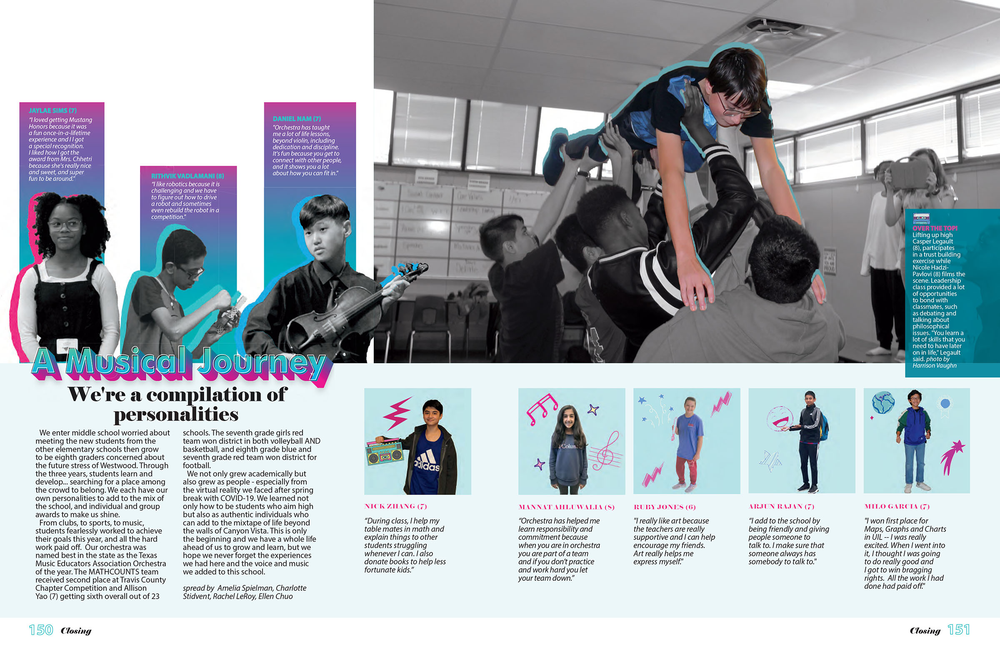 JAYLAE SIMS (7)
"I loved getting Mustang
Honors because it was
a fun once-in-a-lifetime
experience and I I got
a special recognition.
I liked how I got the
award from Mrs. Chhetri
because she's really nice
and sweet, and super
fun to be around."
RITHVIK VADLAMANI (8)
"I like robotics because it is
challenging and we have
to figure out how to drive
a robot and sometimes
even rebuild the robot in a
competition."
DANIEL NAM (7)
"Orchestra has taught
me a lot of life lessons,
beyond violin, including
dedication and discipline.
It's fun because you get to
connect with other people,
and it shows you a lot
about how you can fit in."
OVER THE TOP!
Lifting up high
Casper Legault
(8), participates
in a trust building
exercise while
Nicole Hadzi-
Pavlovi (8) films the
scene. Leadership
class provided a lot
of opportunities
to bond with
classmates, such
as debating and
talking about
philosophical
issues. "You learn a
lot of skills that you
need to have later
on in life," Legault
said. photo by
Harrison Vaughn
A Musical Journey
We're a compilation of
personalities
We enter middle school worried about
meeting the new students from the
other elementary schools then grow
to be eighth graders concerned about
the future stress of Westwood. Through
the three years, students learn and
develop... searching for a place among
the crowd to belong. We each have our
own personalities to add to the mix of
the school, and individual and group
awards to make us shine.
From clubs, to sports, to music,
students fearlessly worked to achieve
their goals this year, and all the hard
work paid off. Our orchestra was
named best in the state as the Texas
Music Educators Association Orchestra
of the year. The MATHCOUNTS team
received second place at Travis County
Chapter Competition and Allison
Yao (7) getting sixth overall out of 23
schools. The seventh grade girls red
team won district in both volleyball AND
basketball, and eighth grade blue and
seventh grade red team won district for
football.
We not only grew academically but
also grew as people - especially from
the virtual reality we faced after spring
break with COVID-19. We learned not
only how to be students who aim high
but also as authentic individuals who
can add to the mixtape of life beyond
the walls of Canyon Vista. This is only
the beginning and we have a whole life
ahead of us to grow and learn, but we
hope we never forget the experiences
we had here and the voice and music
we added to this school.
spread by Amelia Spielman, Charlotte
Stidvent, Rachel LeRoy, Ellen Chuo
adidas
NICK ZHANG (7)
"During class, I help my
table mates in math and
explain things to other
students struggling
whenever I can. I also
donate books to help less
fortunate kids."
Colum
MANNAT AHLUWALIA (8)
"Orchestra has helped me
learn responsibility and
commitment because
when you are in orchestra
you are part of a team
and if you don't practice
and work hard you let
your team down."
RUBY JONES (6)
"I really like art because
the teachers are really
supportive and I can help
encourage my friends.
Art really helps me
express myself."
ARJUN RAJAN (7)
"I add to the school by
being friendly and giving
people someone to
talk to. I make sure that
someone always has
somebody to talk to."
MILO GARCIA (7)
"I won first place for
Maps, Graphs and Charts
in UIL -- I was really
excited. When I went into
it, I thought I was going
to do really good and
I got to win bragging
rights. All the work I had
done had paid off."
150 Closing
Closing 151